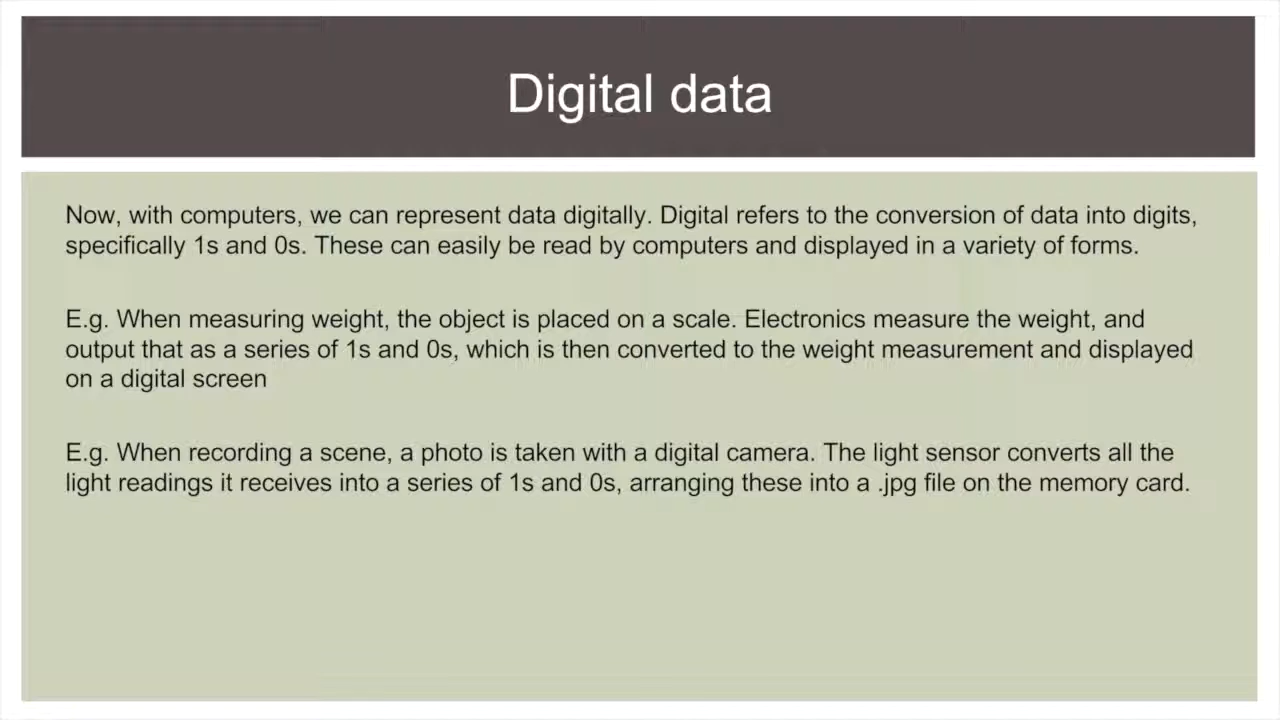 Digital data
Now, with computers, we can represent data digitally. Digital refers to the conversion of data into digits,
specifically 1s and 0s. These can easily be read by computers and displayed in a variety of forms.
E.g. When measuring weight, the object is placed on a scale. Electronics measure the weight, and
output that as a series of 1s and 0s, which is then converted to the weight measurement and displayed
on a digital screen
E.g. When recording a scene, a photo is taken with a digital camera. The light sensor converts all the
light readings it receives into a series of 1s and 0s, arranging these into a .jpg file on the memory card.